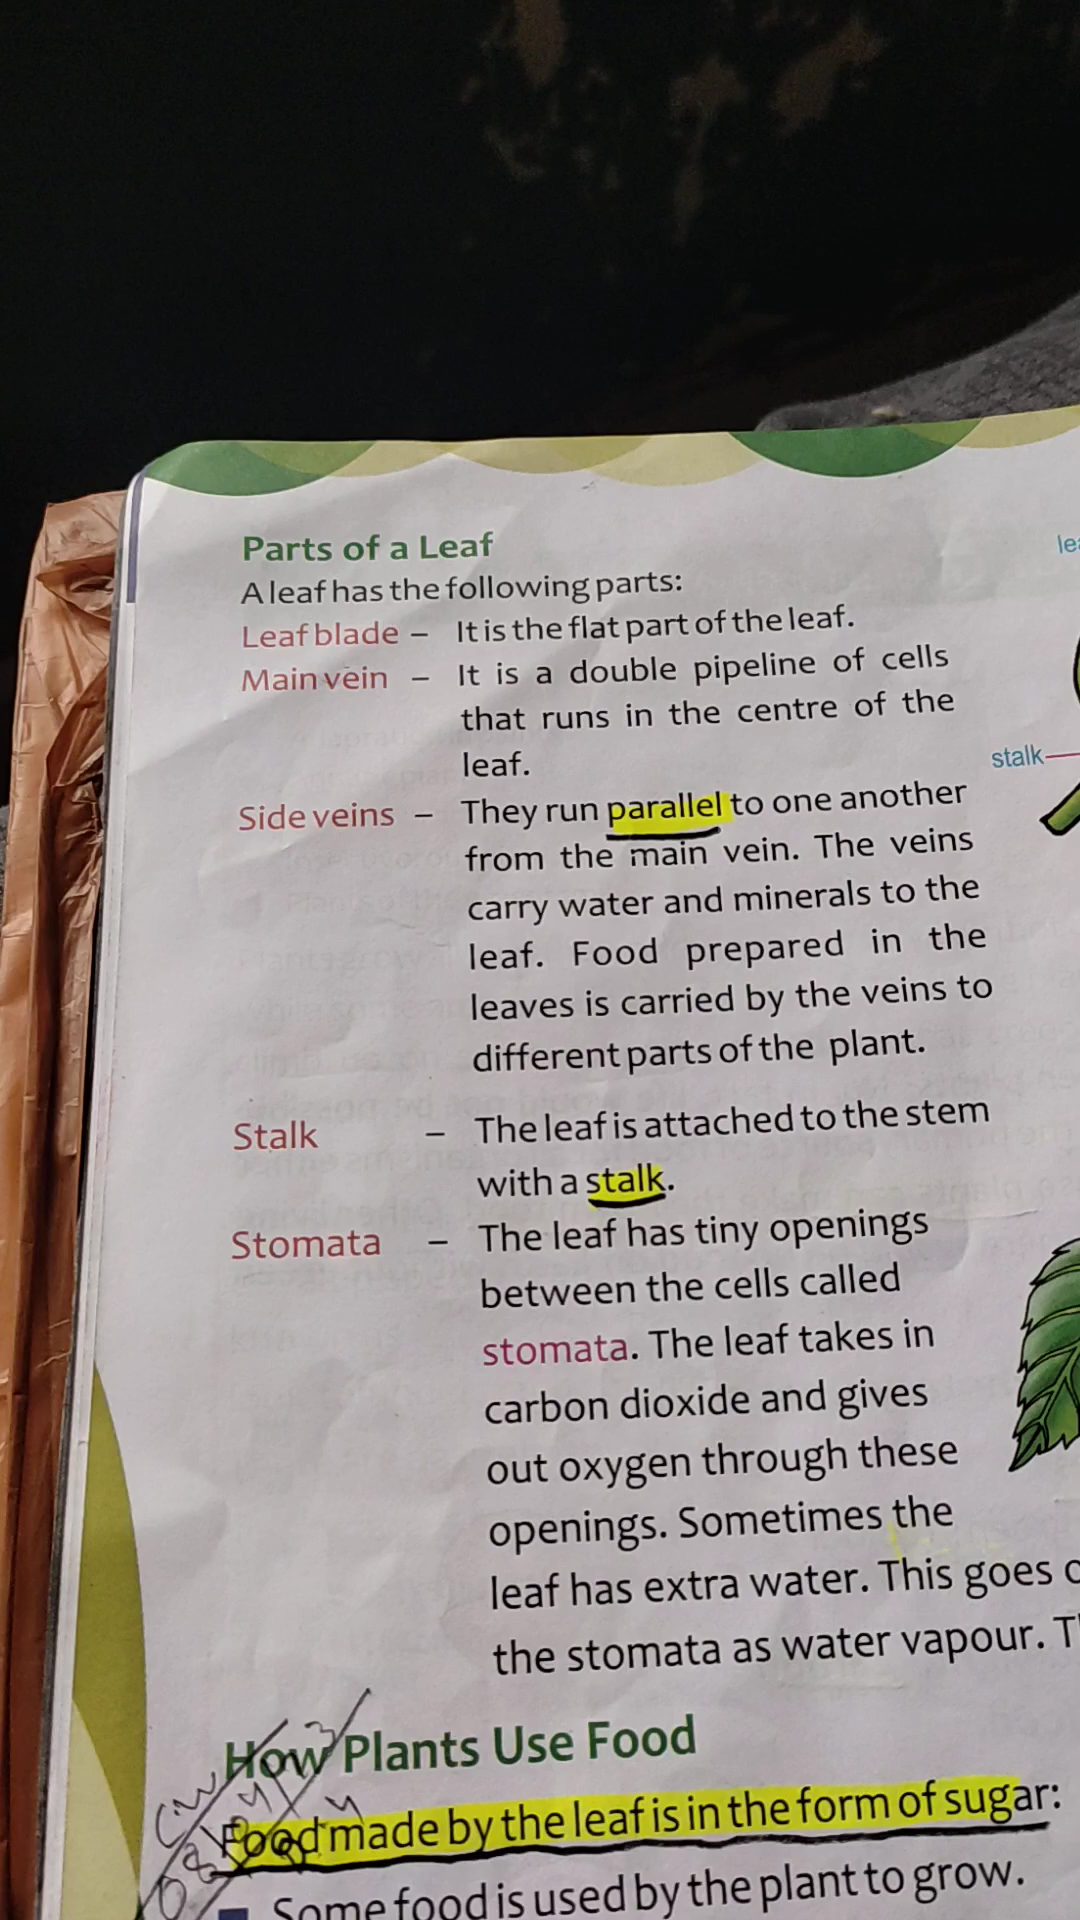 Parts of a Leaf
A leaf has the following parts:
Leaf blade – It is the flat part of the leaf.
Main vein – It is a double pipeline of cells
that runs in the centre of the
leaf.
stalk
Side veins – They run parallel to one another
from the main vein. The veins
carry water and minerals to the
leaf. Food prepared in the
leaves is carried by the veins to
different parts of the plant.
Stalk – The leaf is attached to the stem
with a stalk.
Stomata – The leaf has tiny openings
between the cells called
stomata. The leaf takes in
carbon dioxide and gives
out oxygen through these
openings. Sometimes the
leaf has extra water. This goes
the stomata as water vapour.
How Plants Use Food
Food made by the leaf is in the form of sugar:
Some food is used by the plant to grow.